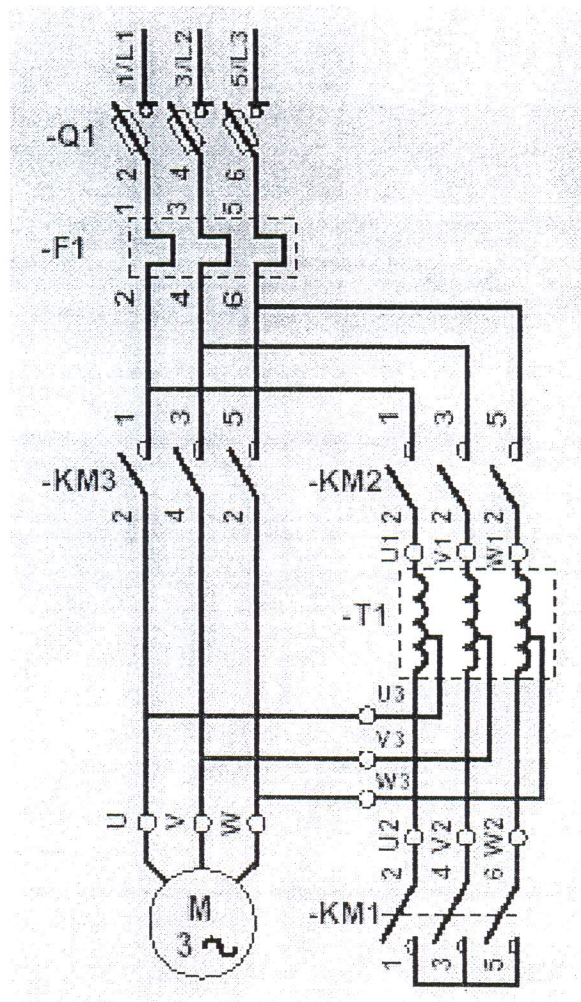 1/L1 3/L2 5/L3
-Q1
2 4 6
1 3 5
-F1
2 4 6
1 3 5 1 3 5
-KM3 -KM2
2 4 2 2 2 2
U1 V1 W1
-T1
U3
V3
W3
U V W U2 V2 W2
2 4 6
M
3 ~
-KM1
1 3 5